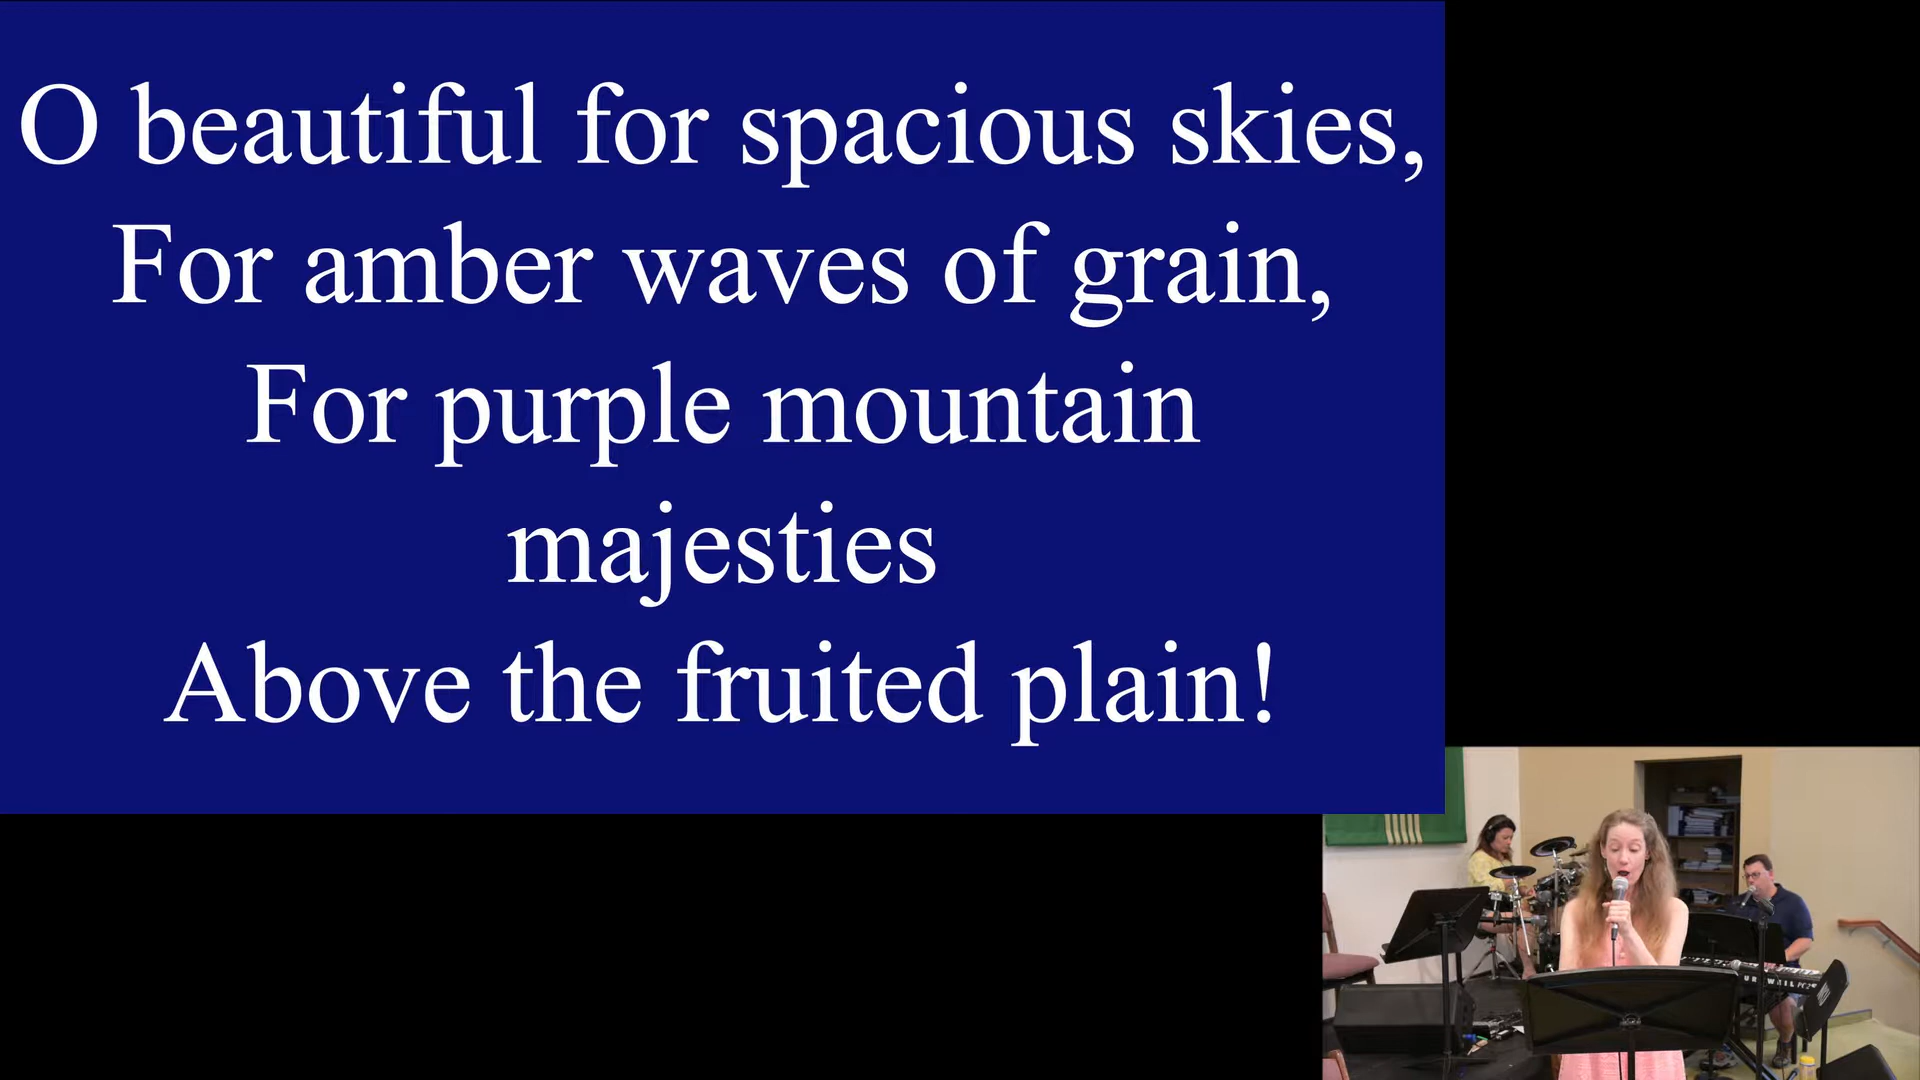 O beautiful for spacious skies,
For amber waves of grain,
For purple mountain
majesties
Above the fruited plain!